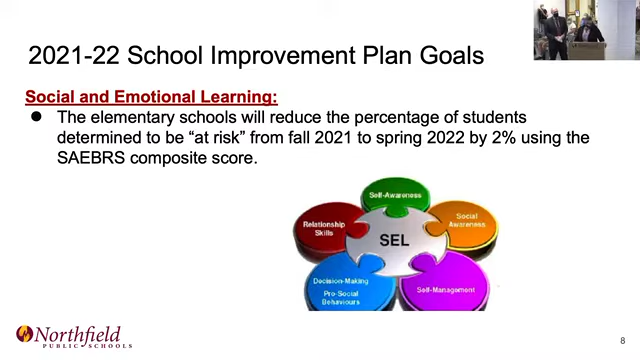 2021-22 School Improvement Plan Goals
Social and Emotional Learning:
● The elementary schools will reduce the percentage of students
determined to be “at risk” from fall 2021 to spring 2022 by 2% using the
SAEBRS composite score.
Self-Awareness
Relationship
Skills
Social
Awareness
SEL
Decision-Making
Pro-Social
Behaviours
Self-Management
Northfield
PUBLIC SCHOOLS
8